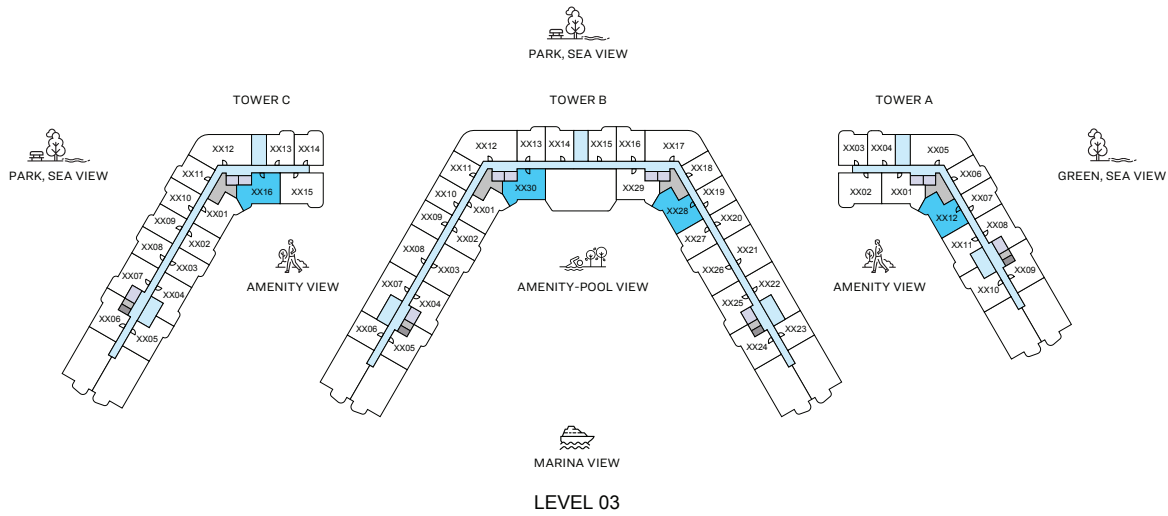 PARK, SEA VIEW
TOWER C
TOWER B
TOWER A
PARK, SEA VIEW
GREEN, SEA VIEW
XX12
XX13
XX14
XX11
XX10
XX09
XX08
XX07
XX06
XX16
XX15
XX01
XX02
XX03
XX04
XX05
AMENITY VIEW
XX12
XX13
XX14
XX15
XX16
XX17
XX11
XX10
XX09
XX08
XX07
XX06
XX30
XX01
XX02
XX03
XX04
XX05
XX29
XX28
XX18
XX19
XX20
XX21
XX22
XX23
XX27
XX26
XX25
XX24
AMENITY-POOL VIEW
XX03
XX04
XX05
XX02
XX01
XX06
XX07
XX08
XX09
XX12
XX11
XX10
AMENITY VIEW
MARINA VIEW
LEVEL 03